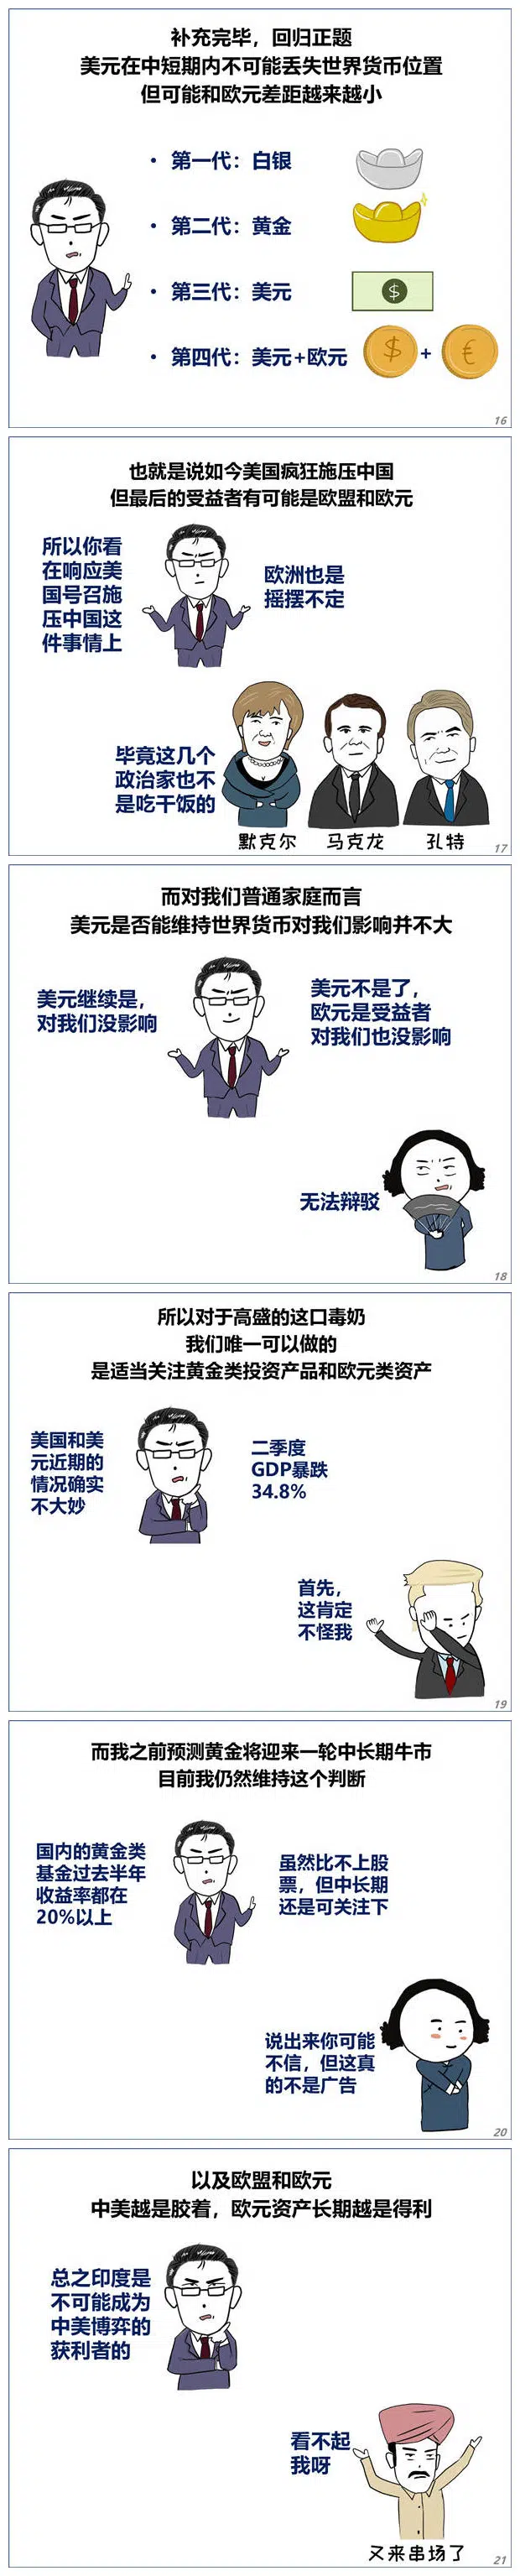 补充完毕，回归正题
美元在中短期内不可能丢失世界货币位置
但可能和欧元差距越来越小
• 第一代：白银
• 第二代：黄金
• 第三代：美元
$
• 第四代：美元+欧元
$ + €
16
也就是说如今美国疯狂施压中国
但最后的受益者有可能是欧盟和欧元
所以你看
在响应美
国号召施
压中国这
件事情上
欧洲也是
摇摆不定
毕竟这几个
政治家也不
是吃干饭的
默克尔 马克龙 孔特
17
而对我们普通家庭而言
美元是否能维持世界货币对我们影响并不大
美元继续是，
对我们没影响
美元不是了，
欧元是受益者
对我们也没影响
无法辩驳
18
所以对于高盛的这口毒奶
我们唯一可以做的
是适当关注黄金类投资产品和欧元类资产
美国和美
元近期的
情况确实
不大妙
二季度
GDP暴跌
34.8%
首先，
这肯定
不怪我
19
而我之前预测黄金将迎来一轮中长期牛市
目前我仍然维持这个判断
国内的黄金类
基金过去半年
收益率都在
20%以上
虽然比不上股
票，但中长期
还是可关注下
说出来你可能
不信，但这真
的不是广告
20
以及欧盟和欧元
中美越是胶着，欧元资产长期越是得利
总之印度是
不可能成为
中美博弈的
获利者的
看不起
我呀
又来串场了
21